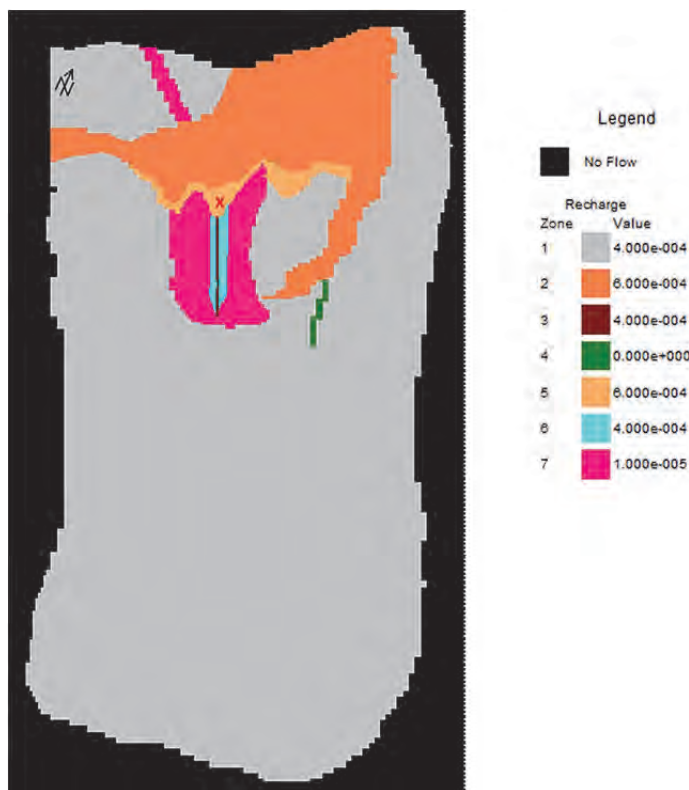 N
X
Legend
No Flow
Recharge
Zone Value
1 4.000e-004
2 6.000e-004
3 4.000e-004
4 0.000e+000
5 6.000e-004
6 4.000e-004
7 1.000e-005